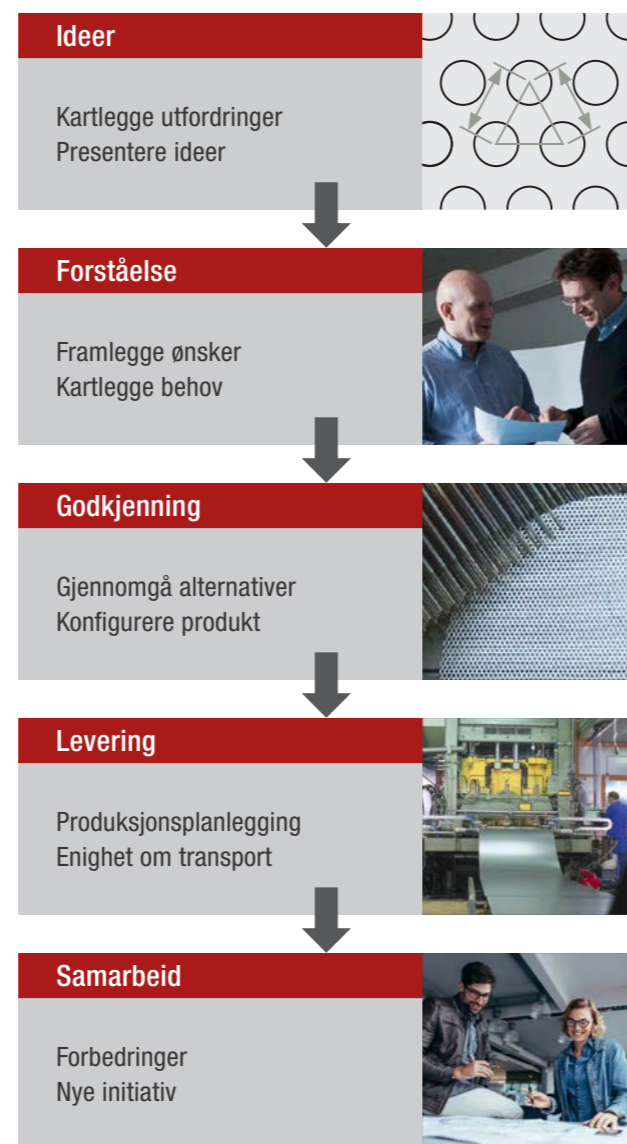 Ideer
Kartlegge utfordringer
Presentere ideer
Forståelse
Framlegge ønsker
Kartlegge behov
Godkjenning
Gjennomgå alternativer
Konfigurere produkt
Levering
Produksjonsplanlegging
Enighet om transport
Samarbeid
Forbedringer
Nye initiativ